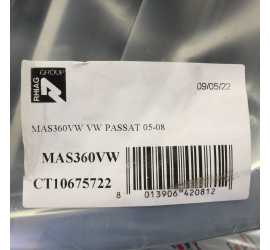 RHIAG
GROUP
09/05/22
MAS360VW VW PASSAT 05-08
MAS360VW
CT10675722
8 013906 420812